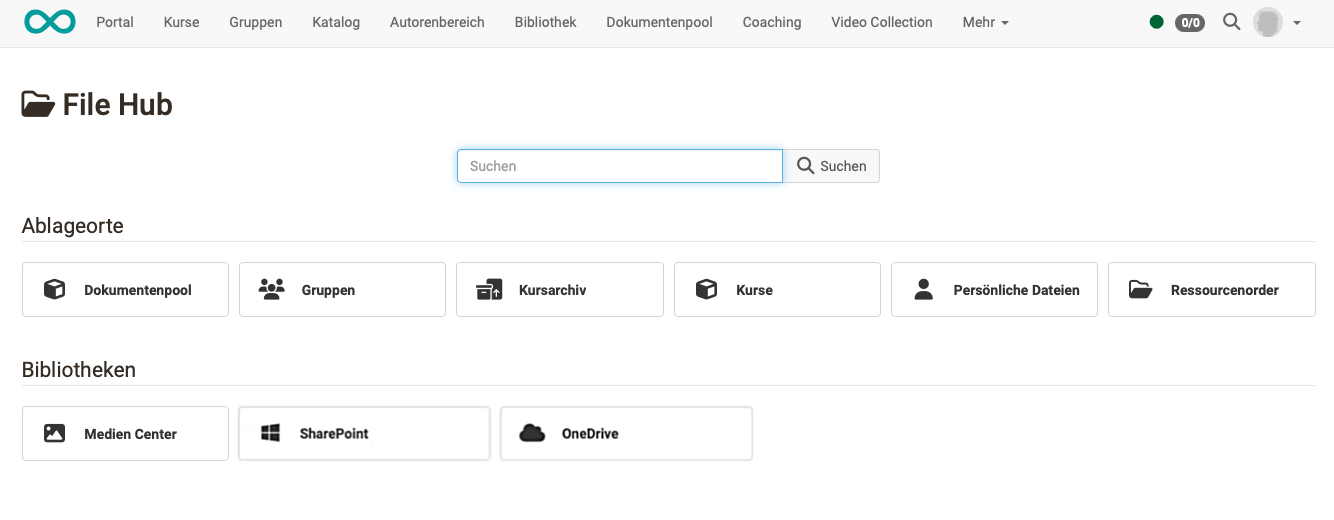 Portal Kurse Gruppen Katalog Autorenbereich Bibliothek Dokumentenpool Coaching Video Collection Mehr 0/0
File Hub
Suchen Suchen
Ablageorte
Dokumentenpool Gruppen Kursarchiv Kurse Persönliche Dateien Ressourcenorder
Bibliotheken
Medien Center SharePoint OneDrive